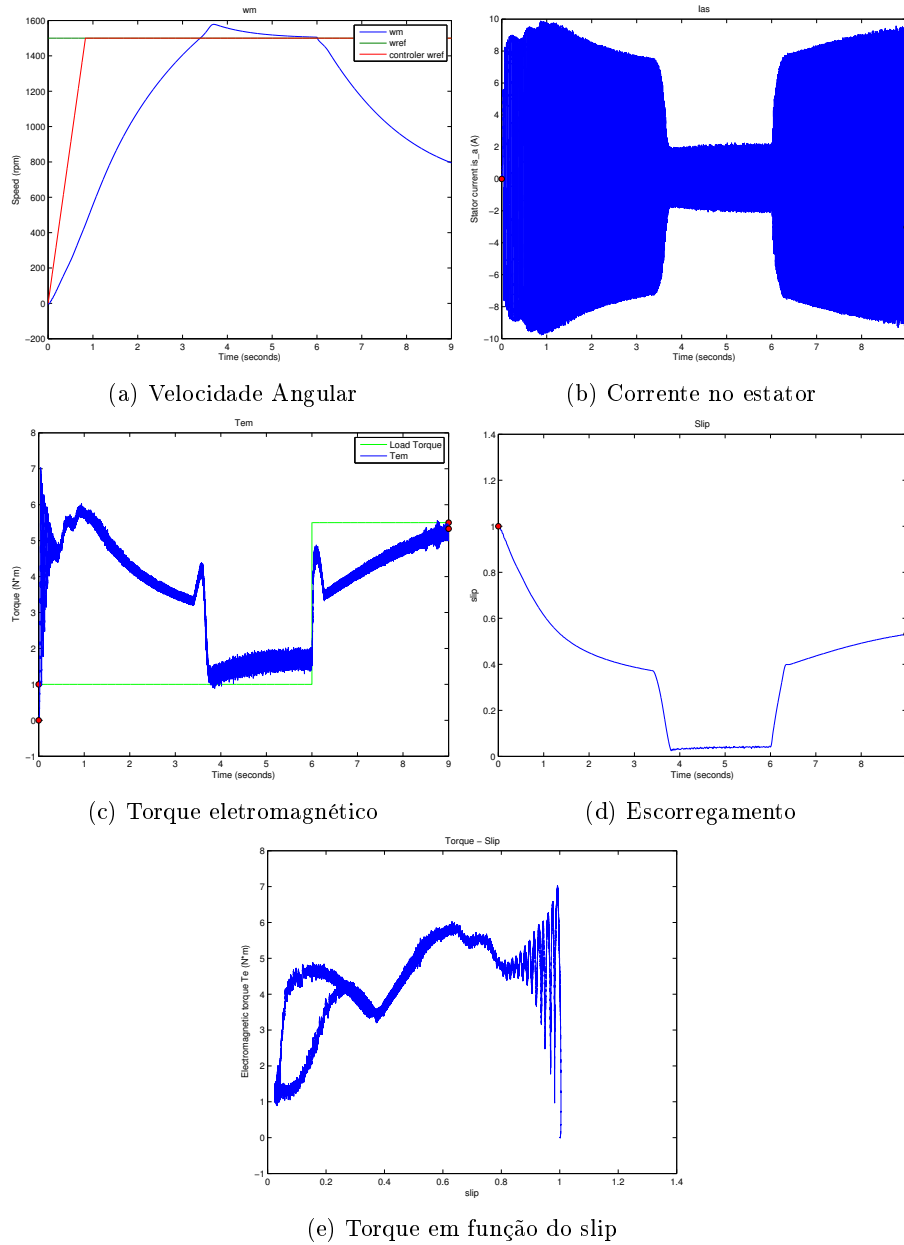 wm
1600
1400
1200
1000
800
600
400
200
0
−200
0 1 2 3 4 5 6 7 8 9
Speed (rpm)
Time (seconds)
wm
wref
controler wref
(a) Velocidade Angular
Ias
10
8
6
4
2
0
−2
−4
−6
−8
−10
0 2 4 6 8
Stator current is_a (A)
Time (seconds)
(b) Corrente no estator
Tem
8
7
6
5
4
3
2
1
0
−1
0 1 2 3 4 5 6 7 8 9
Torque (N*m)
Time (seconds)
Load Torque
Tem
(c) Torque eletromagnético
Slip
1.4
1.2
1
0.8
0.6
0.4
0.2
0
0 1 2 3 4 5 6 7 8
slip
Time (seconds)
(d) Escorregamento
Torque − Slip
8
7
6
5
4
3
2
1
0
−1
0 0.2 0.4 0.6 0.8 1 1.2 1.4
Electromagnetic torque Te (N*m)
slip
(e) Torque em função do slip